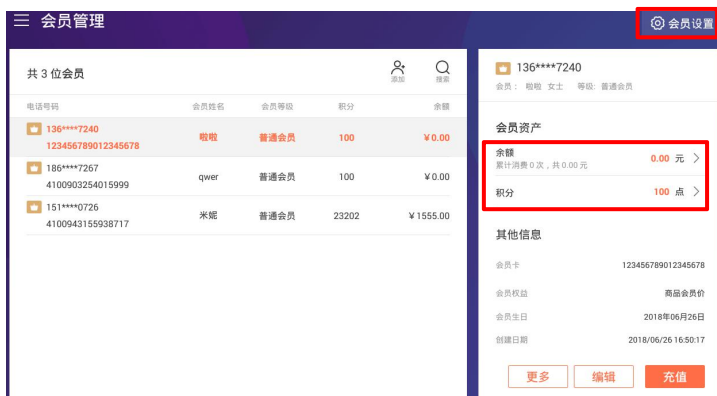 会员管理
会员设置
共 3 位会员
添加
搜索
电话号码 会员姓名 会员等级 积分 余额
136****7240
123456789012345678
啦啦 普通会员 100 ¥0.00
186****7267
4100903254015999
qwer 普通会员 100 ¥0.00
151****0726
4100943155938717
米妮 普通会员 23202 ¥1555.00
136****7240
会员： 啦啦 女士 等级: 普通会员
会员资产
余额
累计消费 0 次，共 0.00 元
0.00 元
积分 100 点
其他信息
会员卡 123456789012345678
会员权益 商品会员价
会员生日 2018年06月26日
创建日期 2018/06/26 16:50:17
更多 编辑 充值